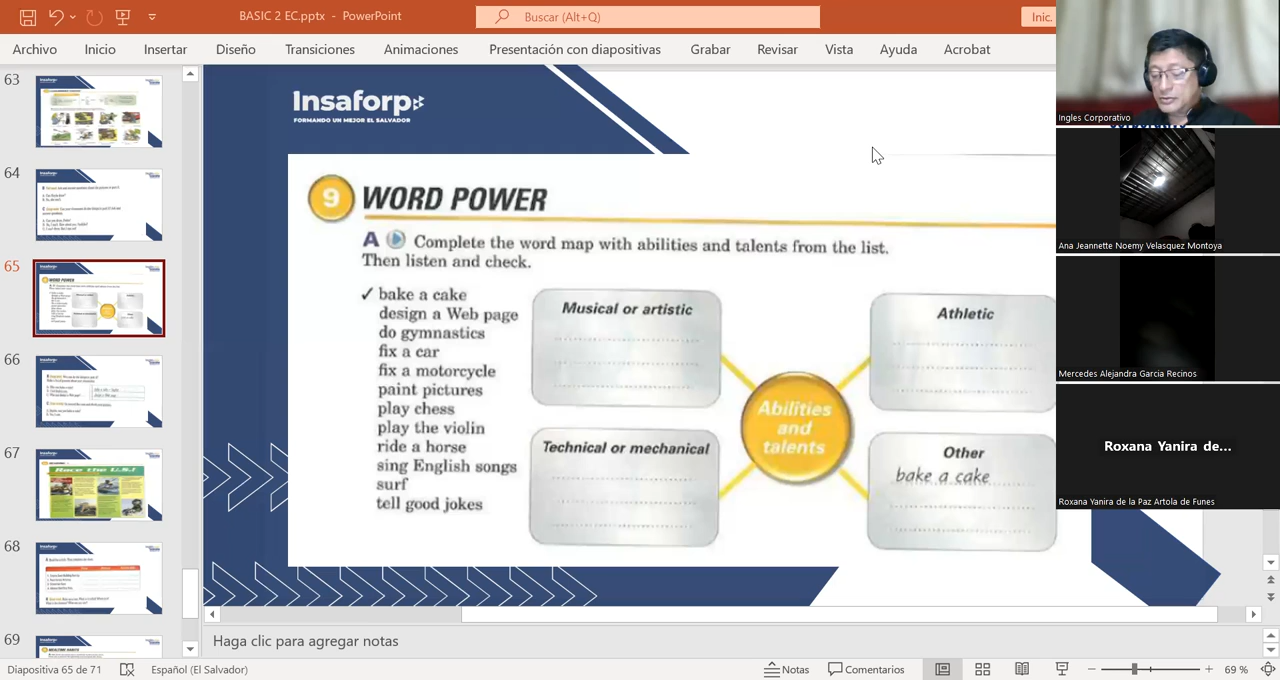 BASIC 2 EC.pptx - PowerPoint
Buscar (Alt+Q)
Inic.
Archivo Inicio Insertar Diseño Transiciones Animaciones Presentación con diapositivas Grabar Revisar Vista Ayuda Acrobat
Ingles Corporativo
Ana Jeannette Noemy Velasquez Montoya
Mercedes Alejandra Garcia Recinos
Roxana Yanira de...
Roxana Yanira de la Paz Artola de Funes
63
64
65
66
67
68
69
Insaforp
FORMANDO UN MEJOR EL SALVADOR
9 WORD POWER
A Complete the word map with abilities and talents from the list.
Then listen and check.
✓ bake a cake
design a Web page
do gymnastics
fix a car
fix a motorcycle
paint pictures
play chess
play the violin
ride a horse
sing English songs
surf
tell good jokes
Musical or artistic
Athletic
Abilities
and
talents
Technical or mechanical
Other
bake a cake
Haga clic para agregar notas
Diapositiva 65 de 71
Español (El Salvador)
Notas
Comentarios
69 %